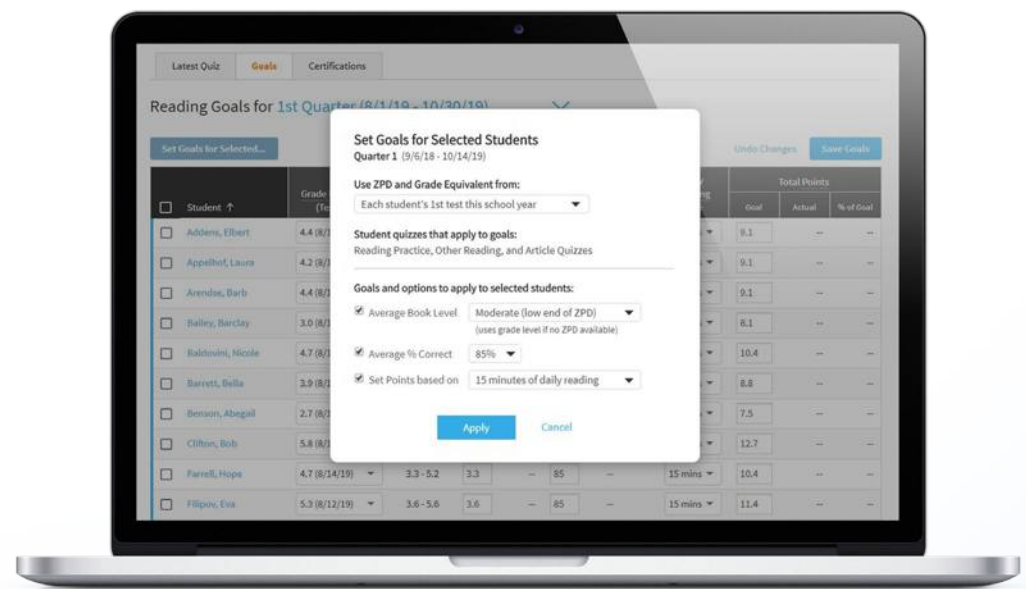 Latest Quiz Goals Certifications
Reading Goals for 1st Quarter (8/1/19 - 10/30/19)
Set Goals for Selected... Undo Changes Save Goals
Set Goals for Selected Students
Quarter 1 (9/6/18 - 10/14/19)
Use ZPD and Grade Equivalent from:
Each student's 1st test this school year
Student quizzes that apply to goals:
Reading Practice, Other Reading, and Article Quizzes
Goals and options to apply to selected students:
Average Book Level Moderate (low end of ZPD)
(uses grade level if no ZPD available)
Average % Correct 85%
Set Points based on 15 minutes of daily reading
Apply Cancel
Total Points
Student ↑ Grade Goal Actual % of Goal
Addens, Elbert 4.4 (8/1 9.1 -- --
Appelhof, Laura 4.2 (8/1 9.1 -- --
Arendse, Barb 4.4 (8/1 9.1 -- --
Bailey, Barclay 3.0 (8/1 8.1 -- --
Baldovini, Nicole 4.7 (8/1 10.4 -- --
Barrett, Bella 3.9 (8/1 8.8 -- --
Benson, Abegail 2.7 (8/1 7.5 -- --
Clifton, Bob 5.8 (8/1 12.7 -- --
Farrell, Hope 4.7 (8/14/19) 3.3 - 5.2 3.3 -- 85 -- 15 mins 10.4 -- --
Filipov, Eva 5.3 (8/12/19) 3.6 - 5.6 3.6 -- 85 -- 15 mins 11.4 -- --